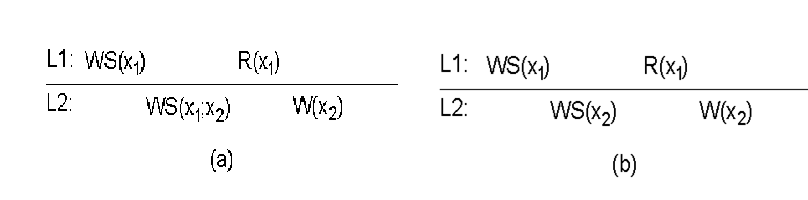 L1: WS(x₁) R(x₁)
L2: WS(x₁;x₂) W(x₂)
(a)
L1: WS(x₁) R(x₁)
L2: WS(x₂) W(x₂)
(b)